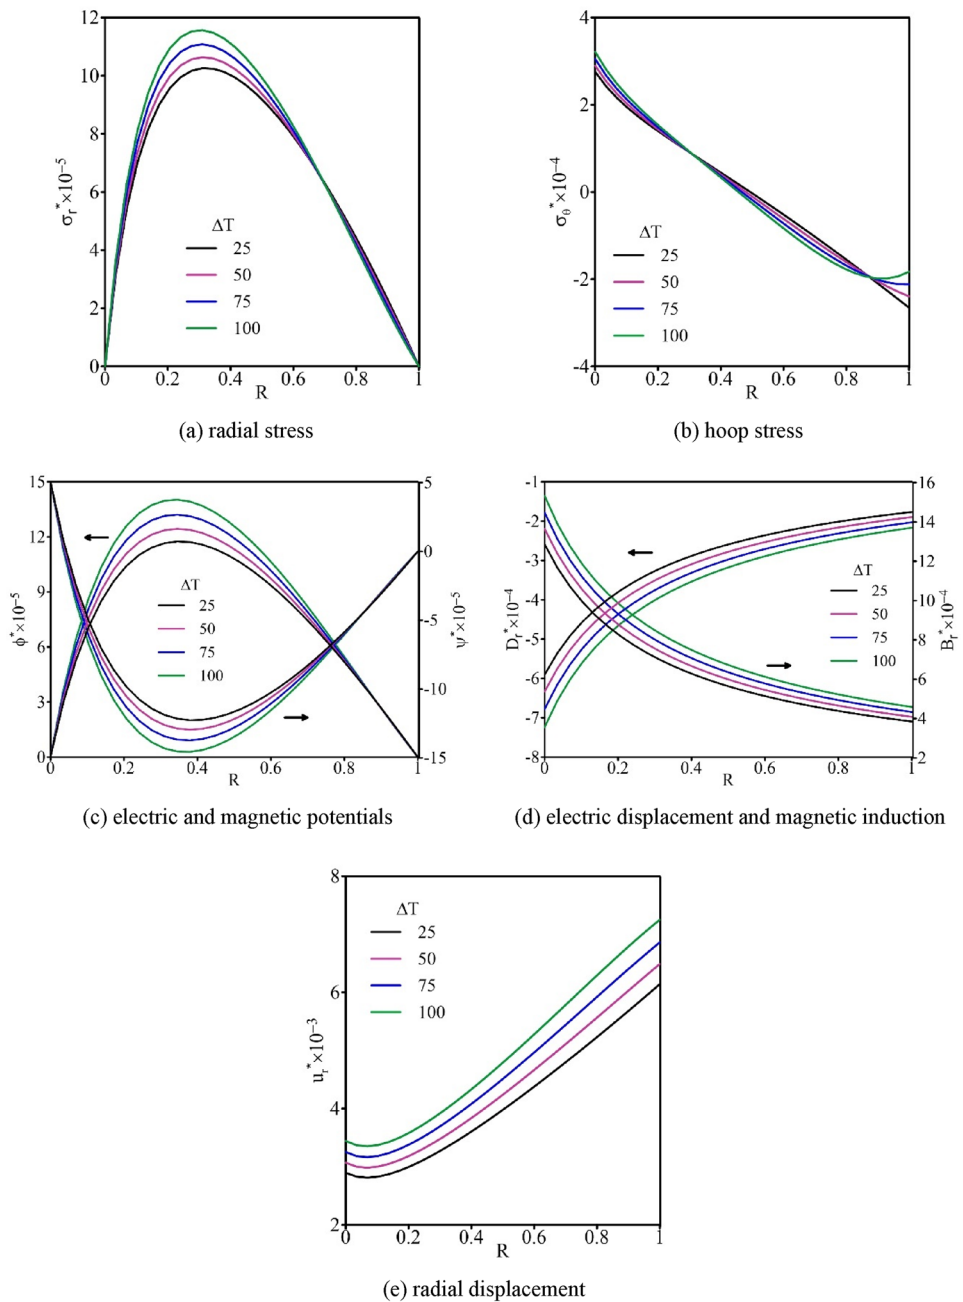 12
10
8
6
4
2
0
σr*×10⁻⁵
ΔT
25
50
75
100
0 0.2 0.4 0.6 0.8 1
R
(a) radial stress
4
2
0
-2
-4
σθ*×10⁻⁴
ΔT
25
50
75
100
0 0.2 0.4 0.6 0.8 1
R
(b) hoop stress
15
12
9
6
3
0
ϕ*×10⁻⁵
ΔT
25
50
75
100
5
0
-5
-10
-15
ψ*×10⁻⁵
0 0.2 0.4 0.6 0.8 1
R
(c) electric and magnetic potentials
-1
-2
-3
-4
-5
-6
-7
-8
Dr*×10⁻⁴
ΔT
25
50
75
100
16
14
12
10
8
6
4
2
Br*×10⁻⁴
0 0.2 0.4 0.6 0.8 1
R
(d) electric displacement and magnetic induction
8
6
4
2
ur*×10⁻³
ΔT
25
50
75
100
0 0.2 0.4 0.6 0.8 1
R
(e) radial displacement